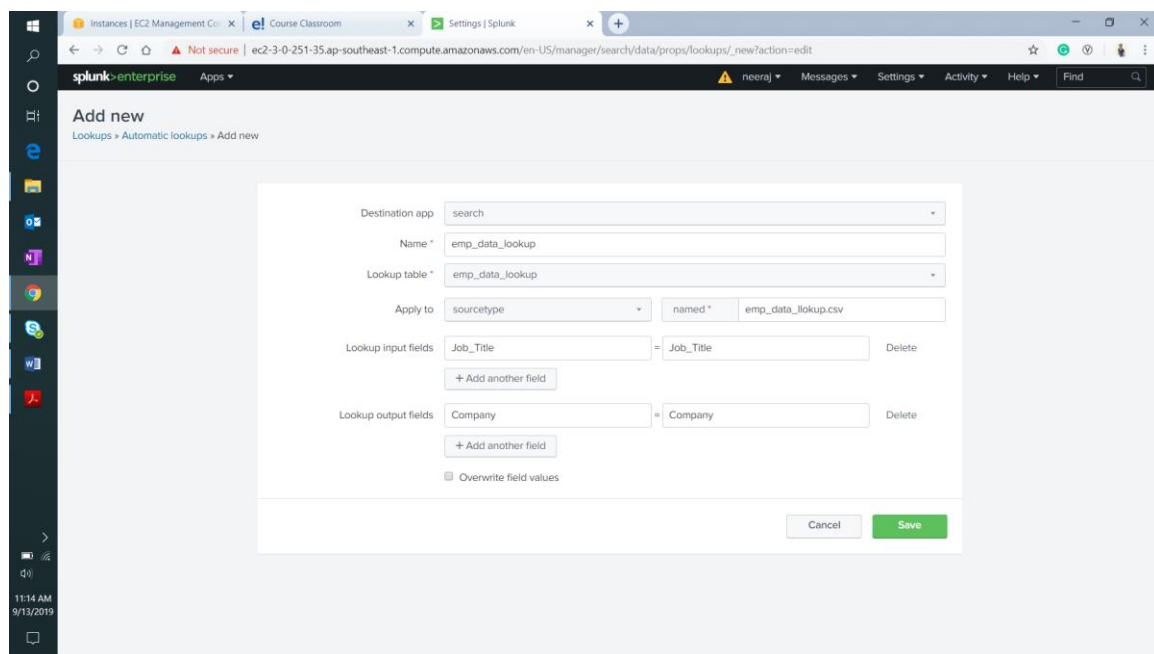 Instances | EC2 Management Co
Course Classroom
Settings | Splunk
Not secure | ec2-3-0-251-35.ap-southeast-1.compute.amazonaws.com/en-US/manager/search/data/props/lookups/_new?action=edit
splunk>enterprise Apps
neeraj Messages Settings Activity Help Find
Add new
Lookups » Automatic lookups » Add new
Destination app search
Name * emp_data_lookup
Lookup table * emp_data_lookup
Apply to sourcetype named * emp_data_llokup.csv
Lookup input fields Job_Title = Job_Title Delete
+ Add another field
Lookup output fields Company = Company Delete
+ Add another field
Overwrite field values
Cancel Save
11:14 AM
9/13/2019